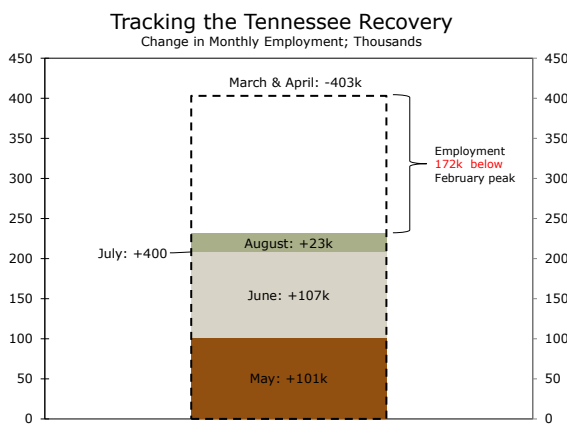 Tracking the Tennessee Recovery
Change in Monthly Employment; Thousands
450 450
400 400
350 350
300 300
250 250
200 200
150 150
100 100
50 50
0 0
March & April: -403k
Employment
172k below
February peak
August: +23k
July: +400
June: +107k
May: +101k